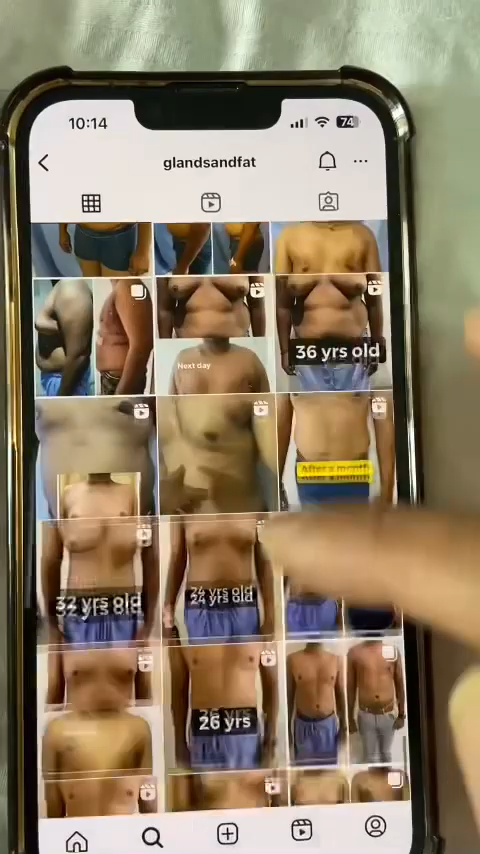 10:14
74
glandsandfat
Next day
36 yrs old
After a month
32 yrs old
24 yrs old
26 yrs